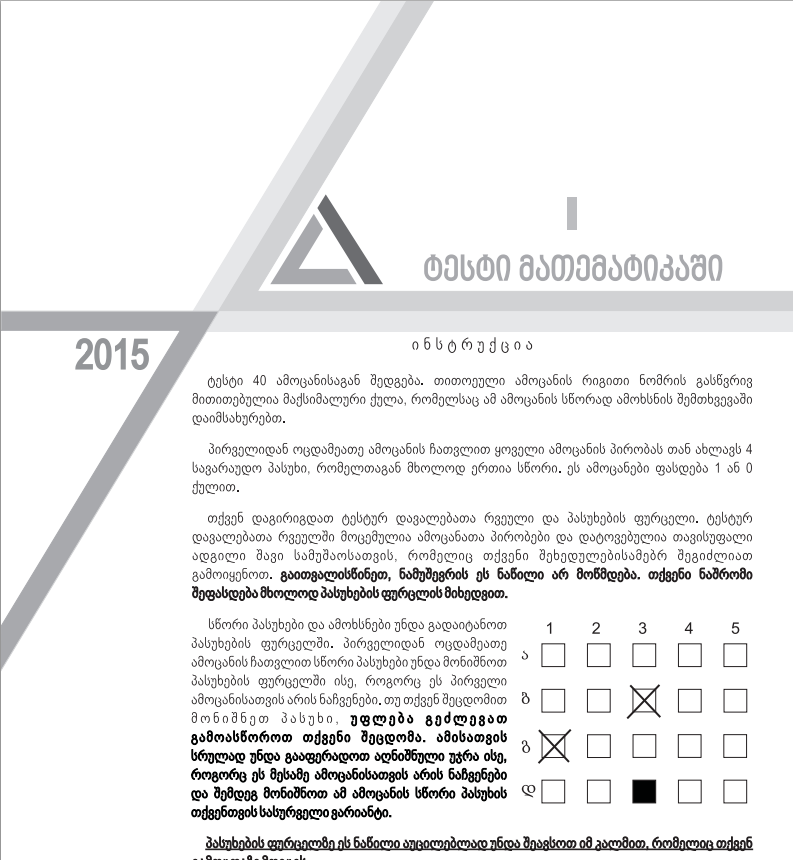 I
ტესტი მათემატიკაში
2015
ინსტრუქცია
ტესტი 40 ამოცანისაგან შედგება. თითოეული ამოცანის რიგითი ნომრის გასწვრივ
მითითებულია მაქსიმალური ქულა, რომელსაც ამ ამოცანის სწორად ამოხსნის შემთხვევაში
დაიმსახურებთ.
პირველიდან ოცდამეათე ამოცანის ჩათვლით ყოველი ამოცანის პირობას თან ახლავს 4
სავარაუდო პასუხი, რომელთაგან მხოლოდ ერთია სწორი. ეს ამოცანები ფასდება 1 ან 0
ქულით.
თქვენ დაგირიგდათ ტესტურ დავალებათა რვეული და პასუხების ფურცელი. ტესტურ
დავალებათა რვეულში მოცემულია ამოცანათა პირობები და დატოვებულია თავისუფალი
ადგილი შავი სამუშაოსათვის, რომელიც თქვენი შეხედულებისამებრ შეგიძლიათ
გამოიყენოთ. გაითვალისწინეთ, ნამუშევრის ეს ნაწილი არ მოწმდება. თქვენი ნაშრომი
შეფასდება მხოლოდ პასუხების ფურცლის მიხედვით.
სწორი პასუხები და ამოხსნები უნდა გადაიტანოთ
პასუხების ფურცელში. პირველიდან ოცდამეათე
ამოცანის ჩათვლით სწორი პასუხები უნდა მონიშნოთ
პასუხების ფურცელში ისე, როგორც ეს პირველი
ამოცანისათვის არის ნაჩვენები. თუ თქვენ შეცდომით
მონიშნეთ პასუხი, უფლება გეძლევათ
გამოასწოროთ თქვენი შეცდომა. ამისათვის
სრულად უნდა გააფერადოთ აღნიშნული უჯრა ისე,
როგორც ეს მესამე ამოცანისათვის არის ნაჩვენები
და შემდეგ მონიშნოთ ამ ამოცანის სწორი პასუხის
თქვენთვის სასურველი ვარიანტი.
1 2 3 4 5
ა
ბ
გ
დ
პასუხების ფურცელზე ეს ნაწილი აუცილებლად უნდა შეავსოთ იმ კალმით, რომელიც თქვენ